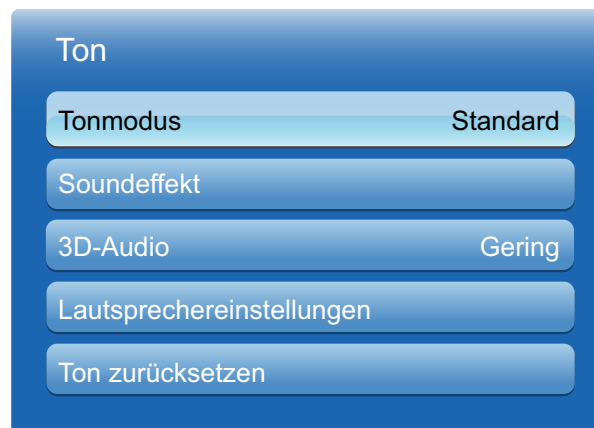 Ton
Tonmodus Standard
Soundeffekt
3D-Audio Gering
Lautsprechereinstellungen
Ton zurücksetzen